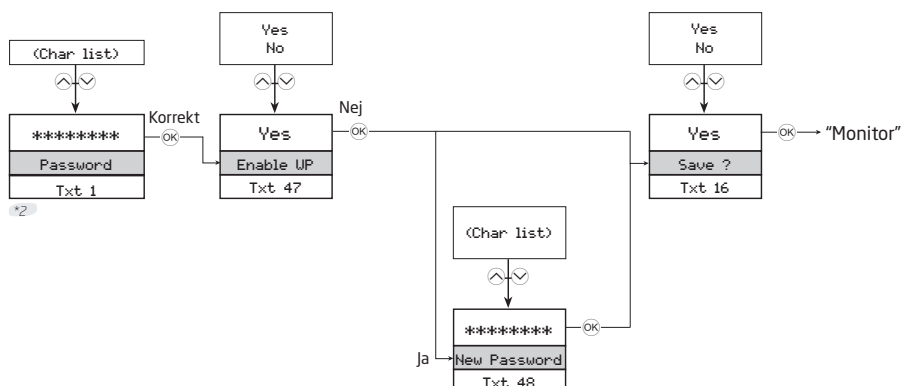 (Char list)
********
Password
Txt 1
*2
Korrekt
OK
Yes
No
Yes
Enable WP
Txt 47
Nej
OK
Ja
(Char list)
********
New Password
Txt 48
OK
Yes
No
Yes
Save ?
Txt 16
OK
"Monitor"